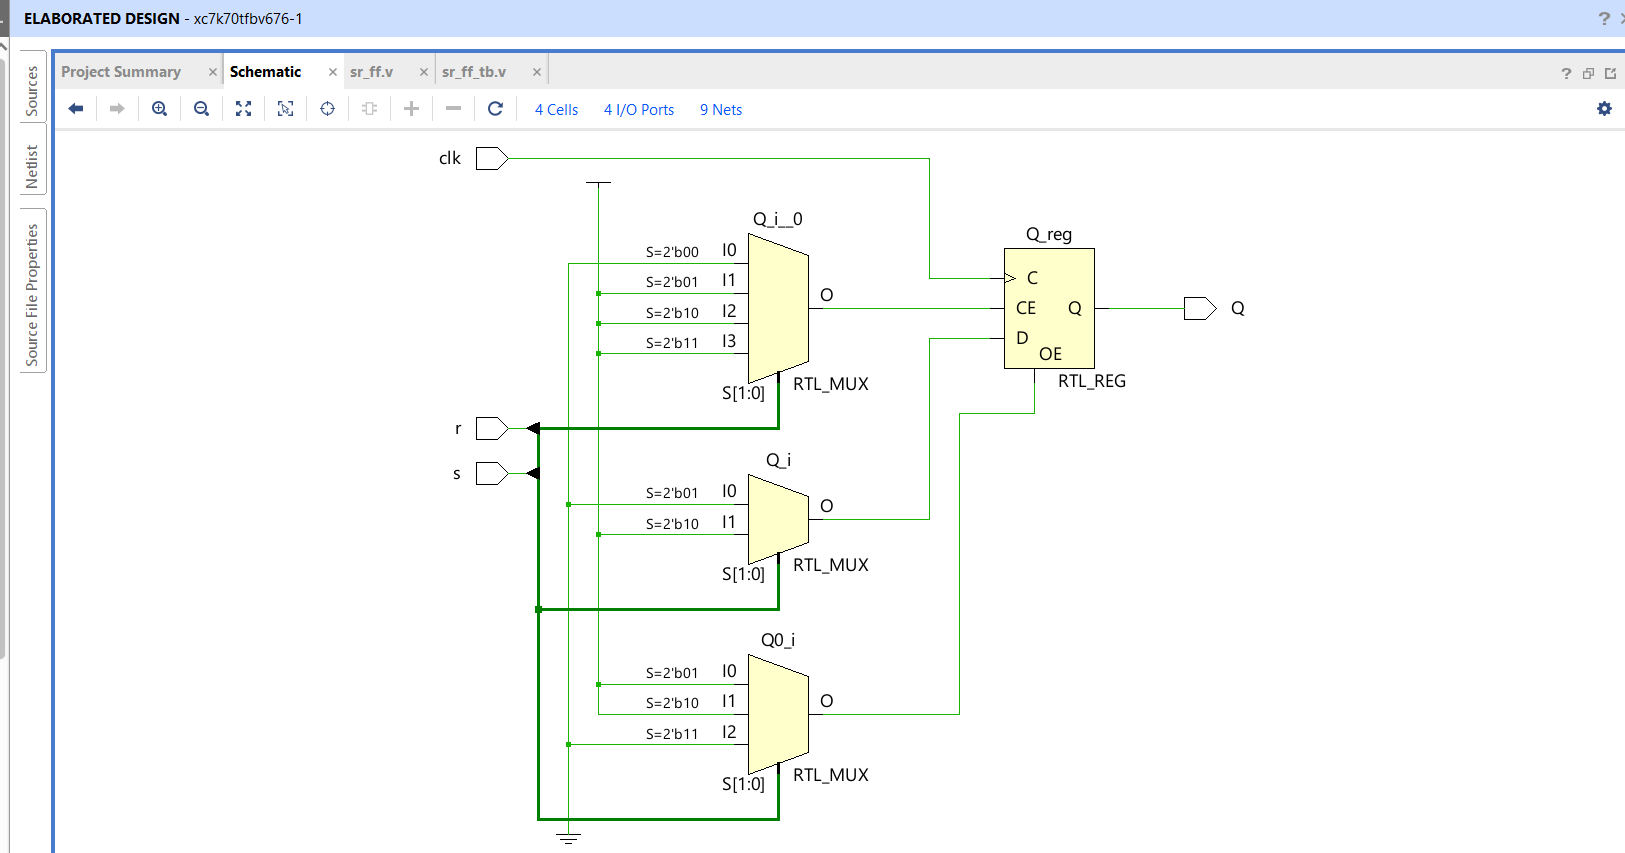 ELABORATED DESIGN - xc7k70tfbv676-1
?
Sources
Netlist
Source File Properties
Project Summary × Schematic × sr_ff.v × sr_ff_tb.v ×
?
4 Cells 4 I/O Ports 9 Nets
clk
Q_i__0
S=2'b00 I0
S=2'b01 I1
S=2'b10 I2
S=2'b11 I3
O
S[1:0]
RTL_MUX
Q_reg
C
CE Q
D
OE
RTL_REG
Q
r
s
Q_i
S=2'b01 I0
S=2'b10 I1
O
S[1:0]
RTL_MUX
Q0_i
S=2'b01 I0
S=2'b10 I1
S=2'b11 I2
O
S[1:0]
RTL_MUX